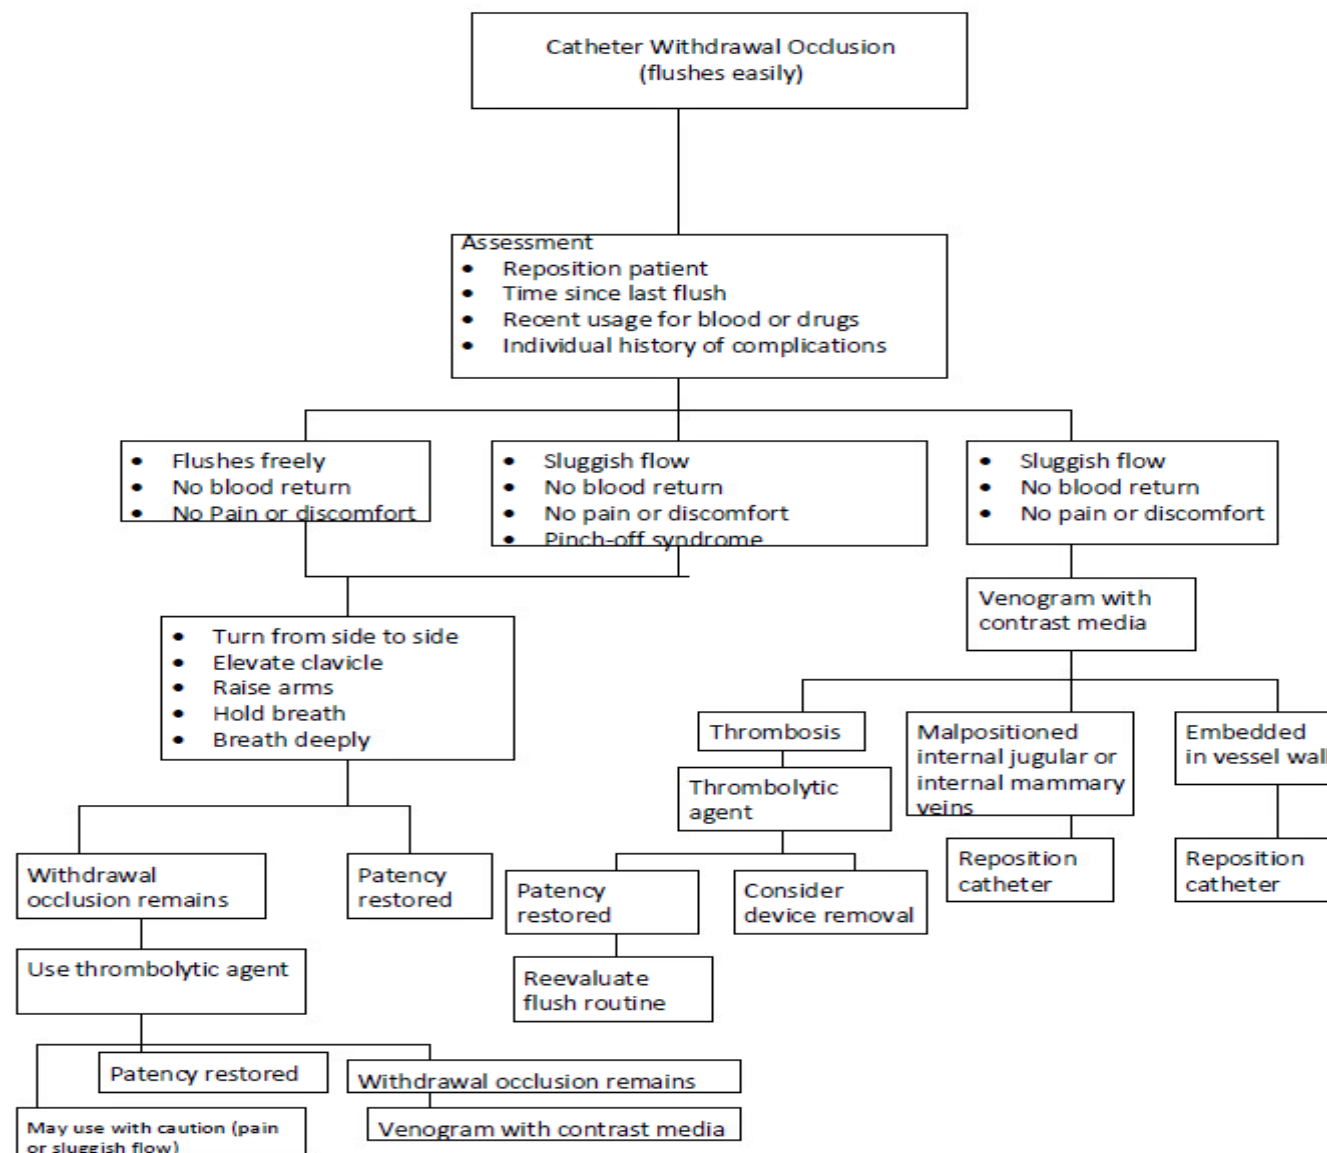 Catheter Withdrawal Occlusion
(flushes easily)
Assessment
• Reposition patient
• Time since last flush
• Recent usage for blood or drugs
• Individual history of complications
• Flushes freely
• No blood return
• No Pain or discomfort
• Sluggish flow
• No blood return
• No pain or discomfort
• Pinch-off syndrome
• Sluggish flow
• No blood return
• No pain or discomfort
Venogram with
contrast media
• Turn from side to side
• Elevate clavicle
• Raise arms
• Hold breath
• Breath deeply
Thrombosis
Malpositioned
internal jugular or
internal mammary
veins
Embedded
in vessel wall
Thrombolytic
agent
Withdrawal
occlusion remains
Patency
restored
Patency
restored
Consider
device removal
Reposition
catheter
Reposition
catheter
Use thrombolytic agent
Reevaluate
flush routine
Patency restored
Withdrawal occlusion remains
May use with caution (pain
or sluggish flow)
Venogram with contrast media